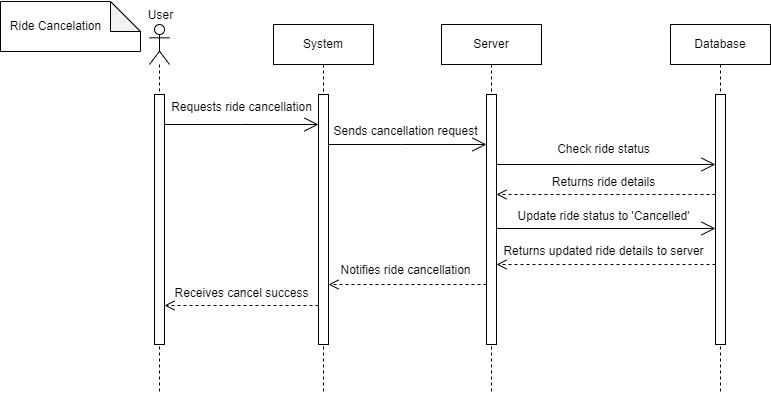 Ride Cancelation
User
System
Server
Database
Requests ride cancellation
Sends cancellation request
Check ride status
Returns ride details
Update ride status to 'Cancelled'
Returns updated ride details to server
Notifies ride cancellation
Receives cancel success